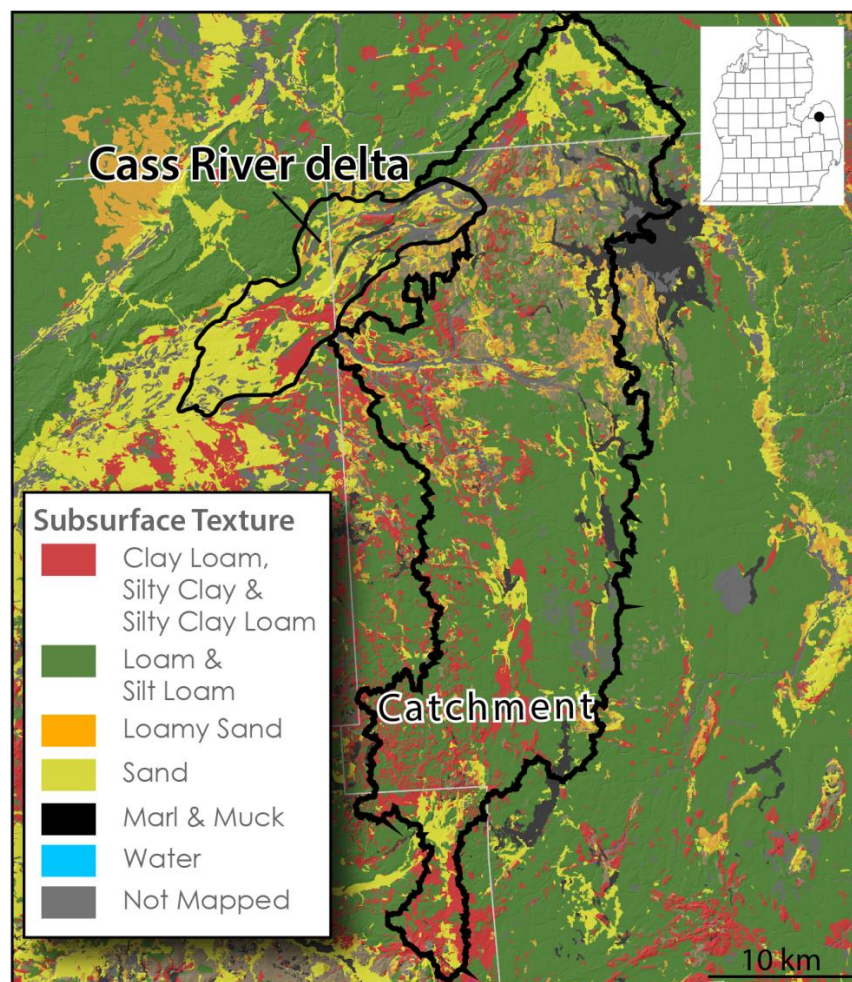 Cass River delta
Subsurface Texture
Clay Loam,
Silty Clay &
Silty Clay Loam
Loam &
Silt Loam
Loamy Sand
Sand
Marl & Muck
Water
Not Mapped
Catchment
10 km